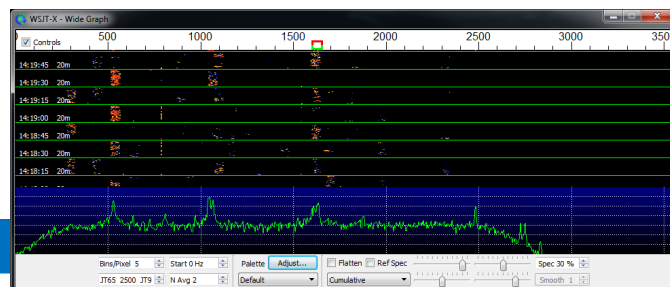 WSJT-X - Wide Graph
Controls 500 1000 1500 2000 2500 3000 350
14:19:45 20m
14:19:30 20m
14:19:15 20m
14:19:00 20m
14:18:45 20m
14:18:30 20m
14:18:15 20m
Bins/Pixel 5 Start 0 Hz Palette Adjust... Flatten Ref Spec Spec 30 %
JT65 2500 JT9 N Avg 2 Default Cumulative Smooth 1